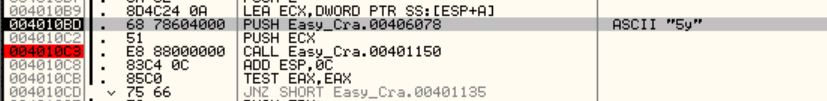 004010B9 8D4C24 0A LEA ECX,DWORD PTR SS:[ESP+A]
004010BD 68 78604000 PUSH Easy_Cra.00406078 ASCII "5y"
004010C2 51 PUSH ECX
004010C3 E8 88000000 CALL Easy_Cra.00401150
004010C8 83C4 0C ADD ESP,0C
004010CB 85C0 TEST EAX,EAX
004010CD 75 66 JNZ SHORT Easy_Cra.00401135